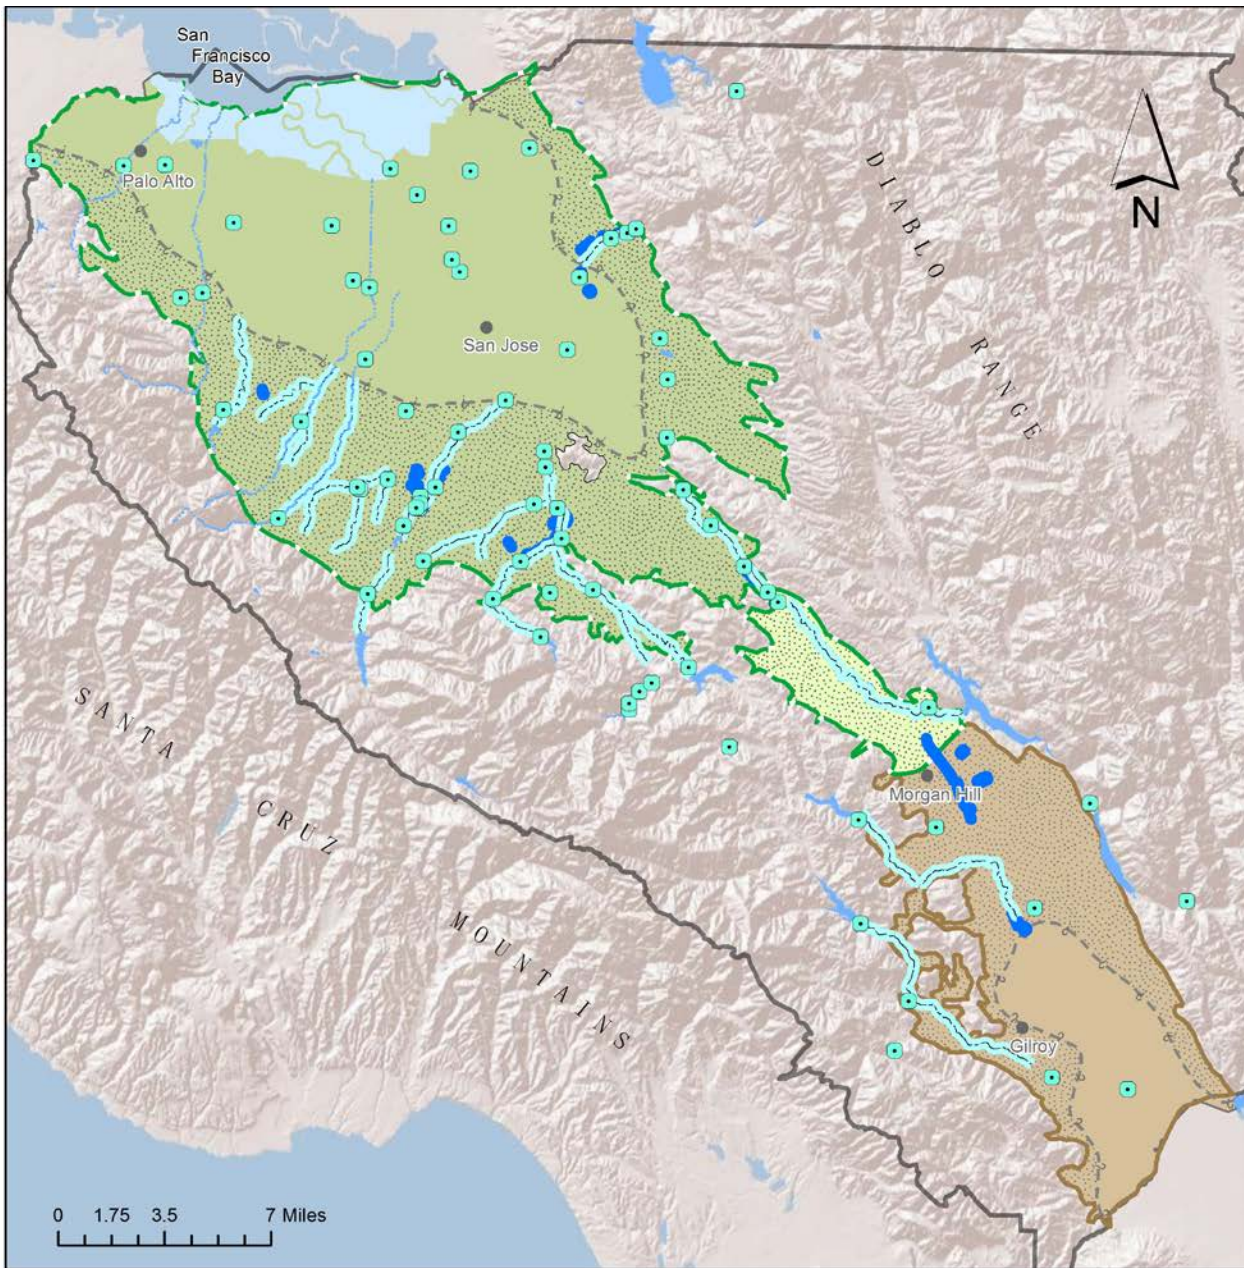 San
Francisco
Bay
Palo Alto
San Jose
DIABLO
RANGE
N
SANTA
CRUZ
MOUNTAINS
Morgan Hill
Gilroy
0 1.75 3.5 7 Miles